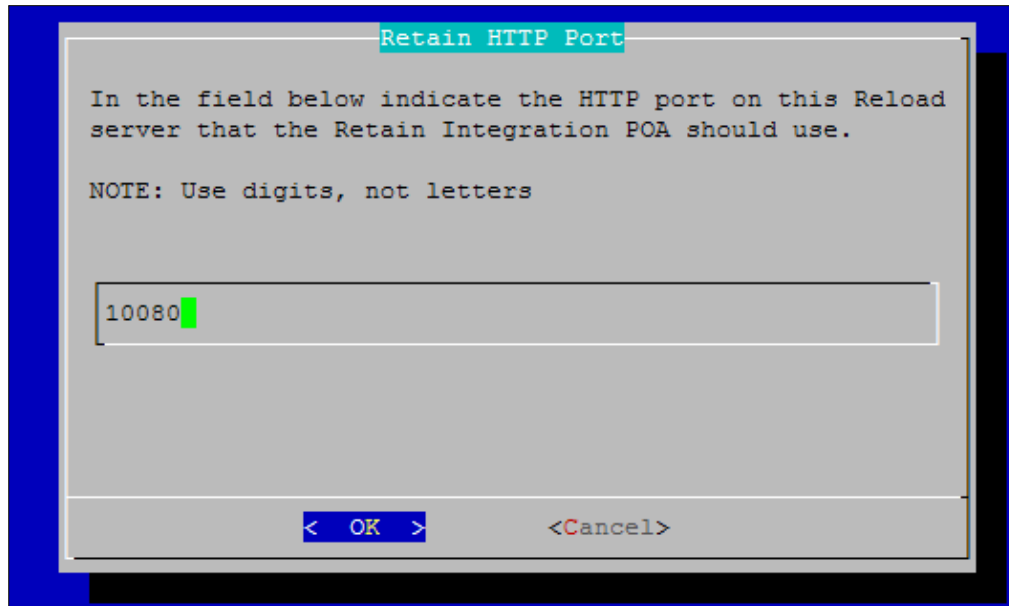 Retain HTTP Port
In the field below indicate the HTTP port on this Reload
server that the Retain Integration POA should use.
NOTE: Use digits, not letters
10080
< OK > <Cancel>